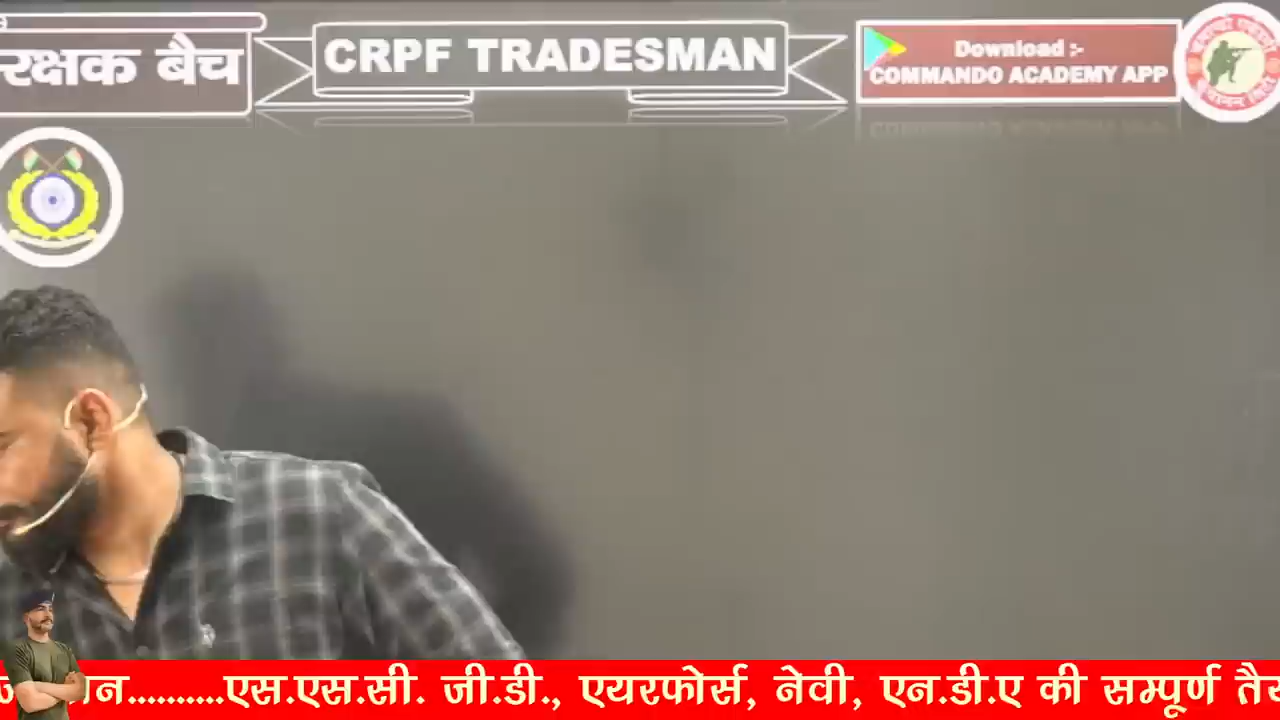 रक्षक बैच
CRPF TRADESMAN
Download :-
COMMANDO ACADEMY APP
एस.एस.सी. जी.डी., एयरफोर्स, नेवी, एन.डी.ए की सम्पूर्ण